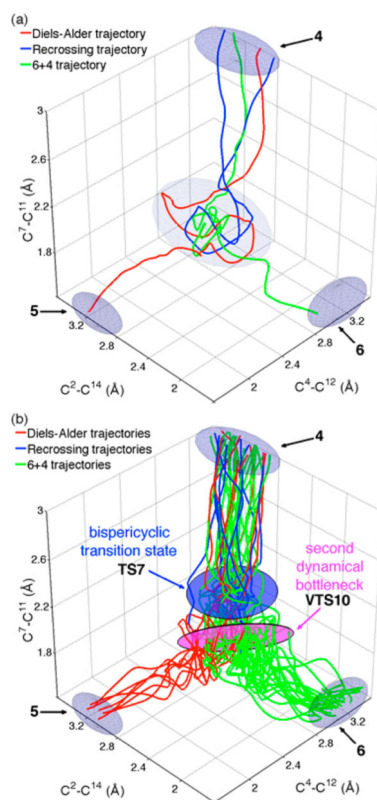 (a)
Diels-Alder trajectory
Recrossing trajectory
6+4 trajectory
4
3
2.6
2.2
1.8
C7-C11 (Å)
5
3.2
2.8
2.4
2
C2-C14 (Å)
3.2
2.8
2.4
2
C4-C12 (Å)
6
(b)
Diels-Alder trajectories
Recrossing trajectories
6+4 trajectories
4
3
2.6
2.2
1.8
C7-C11 (Å)
bispericyclic
transition state
TS7
second
dynamical
bottleneck
VTS10
5
3.2
2.8
2.4
2
C2-C14 (Å)
3.2
2.8
2.4
2
C4-C12 (Å)
6